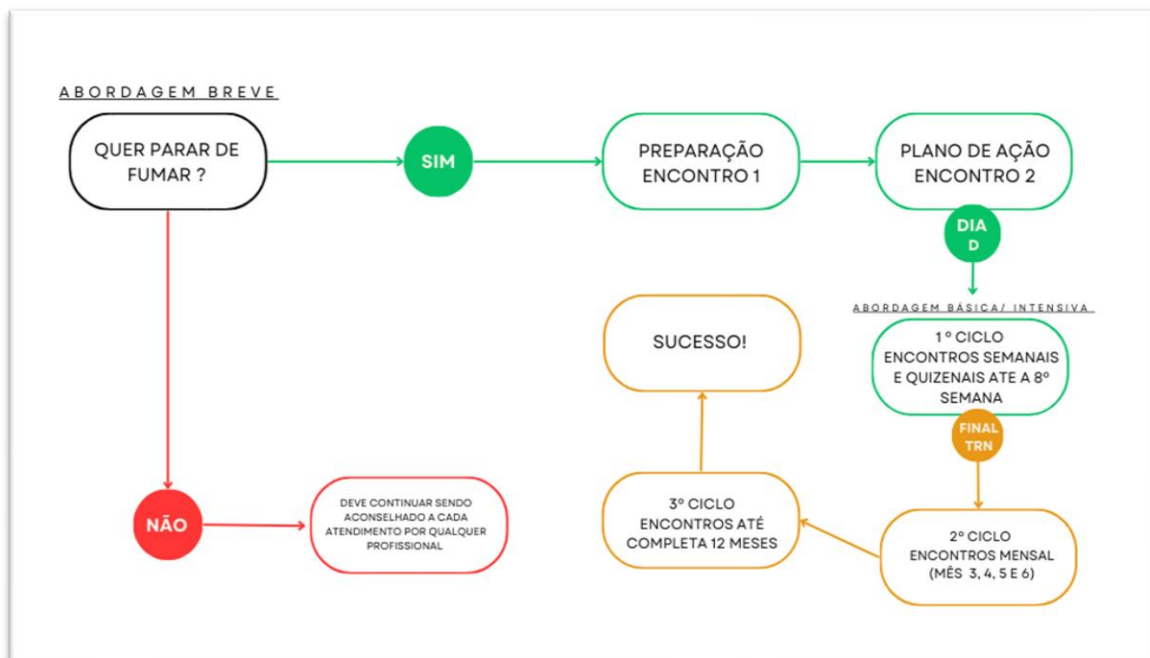 ABORDAGEM BREVE
QUER PARAR DE
FUMAR ?
SIM
PREPARAÇÃO
ENCONTRO 1
PLANO DE AÇÃO
ENCONTRO 2
DIA
D
ABORDAGEM BÁSICA/ INTENSIVA
1 º CICLO
ENCONTROS SEMANAIS
E QUIZENAIS ATE A 8º
SEMANA
FINAL
TRN
2º CICLO
ENCONTROS MENSAL
(MÊS 3, 4, 5 E 6)
3º CICLO
ENCONTROS ATÉ
COMPLETA 12 MESES
SUCESSO!
NÃO
DEVE CONTINUAR SENDO
ACONSELHADO A CADA
ATENDIMENTO POR QUALQUER
PROFISSIONAL